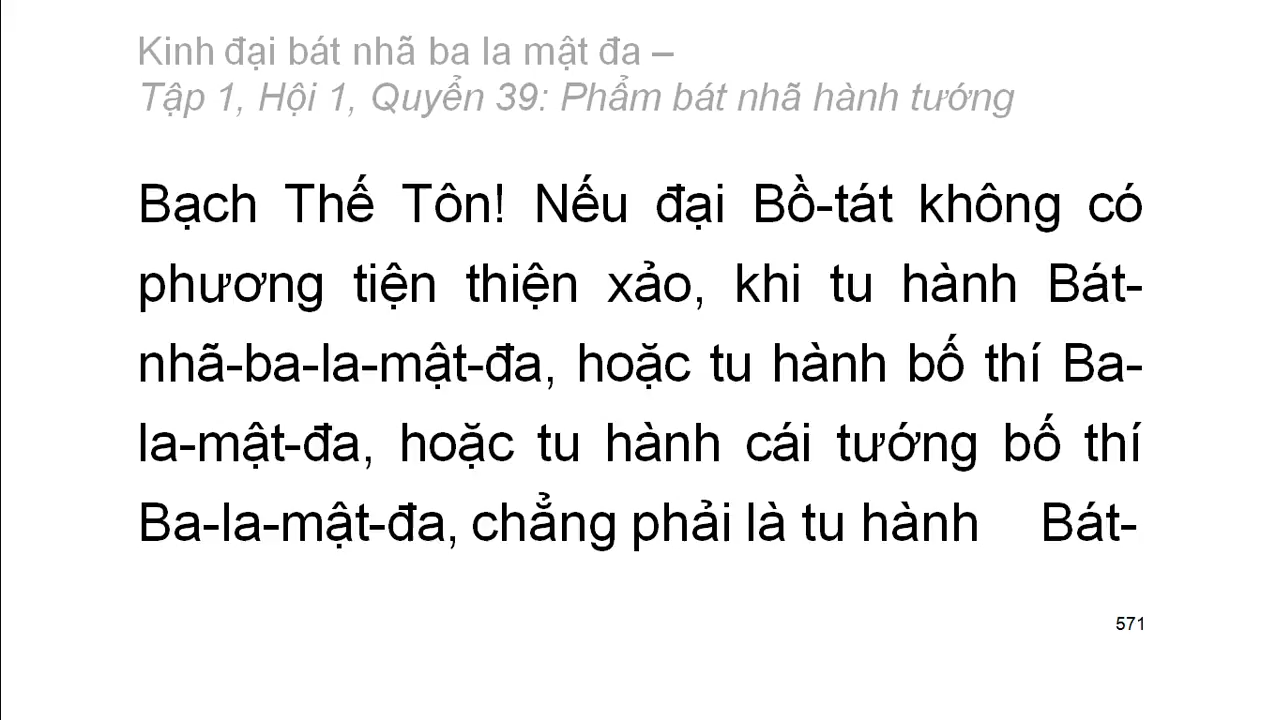 Kinh đại bát nhã ba la mật đa –
Tập 1, Hội 1, Quyển 39: Phẩm bát nhã hành tướng
Bạch Thế Tôn! Nếu đại Bồ-tát không có
phương tiện thiện xảo, khi tu hành Bát-
nhã-ba-la-mật-đa, hoặc tu hành bố thí Ba-
la-mật-đa, hoặc tu hành cái tướng bố thí
Ba-la-mật-đa, chẳng phải là tu hành Bát-
571